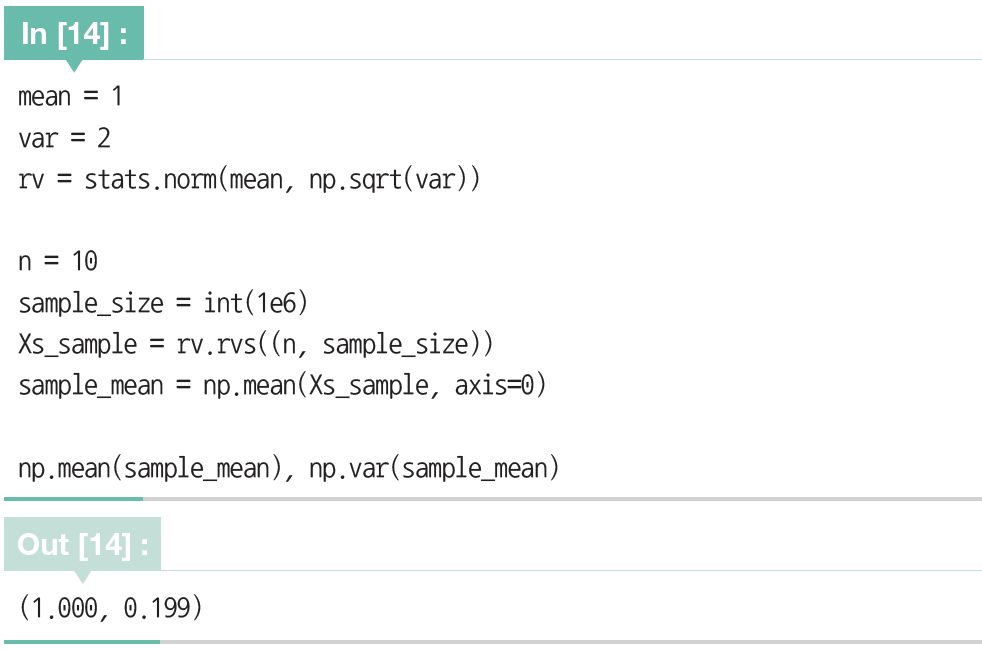 In [14] :
mean = 1
var = 2
rv = stats.norm(mean, np.sqrt(var))
n = 10
sample_size = int(1e6)
Xs_sample = rv.rvs((n, sample_size))
sample_mean = np.mean(Xs_sample, axis=0)
np.mean(sample_mean), np.var(sample_mean)
Out [14] :
(1.000, 0.199)